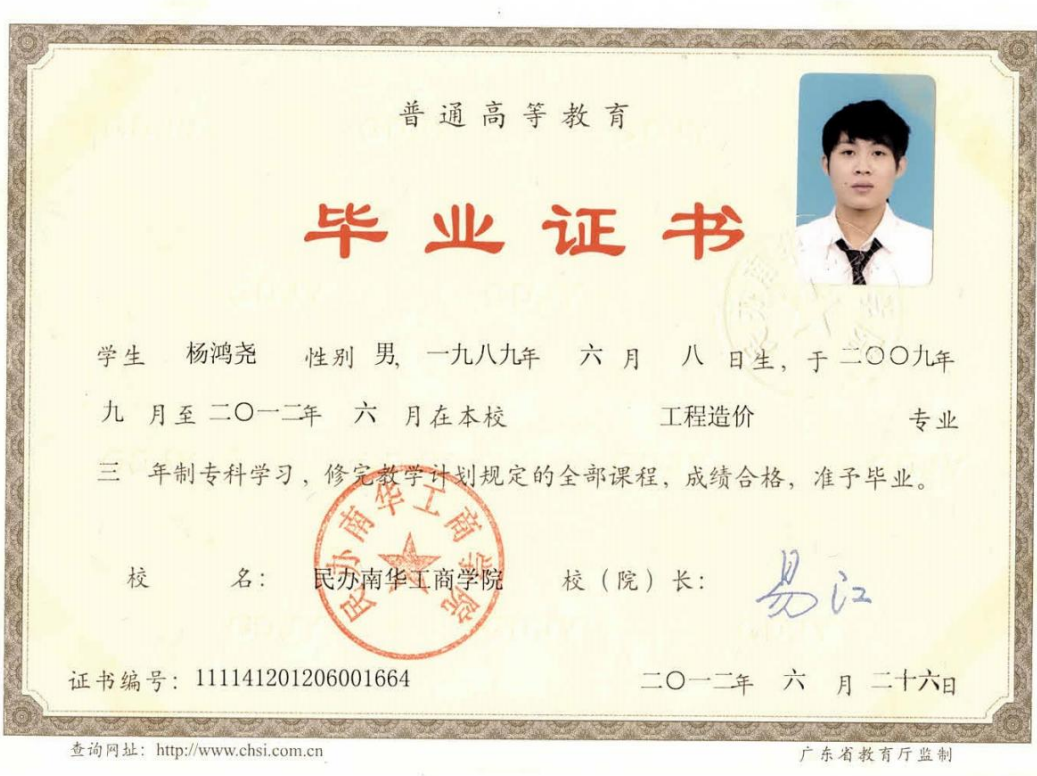 普通高等教育
毕业证书
学生 杨鸿尧 性别 男, 一九八九年 六 月 八 日生, 于 二〇〇九年
九 月至 二〇一二年 六 月在本校 工程造价 专业
三 年制专科学习, 修完教学计划规定的全部课程, 成绩合格, 准予毕业。
民办南华工商学院
校 名: 民办南华工商学院 校(院)长: 易江
证书编号: 111141201206001664 二〇一二年 六 月 二十六日
查询网址: http://www.chsi.com.cn 广东省教育厅监制